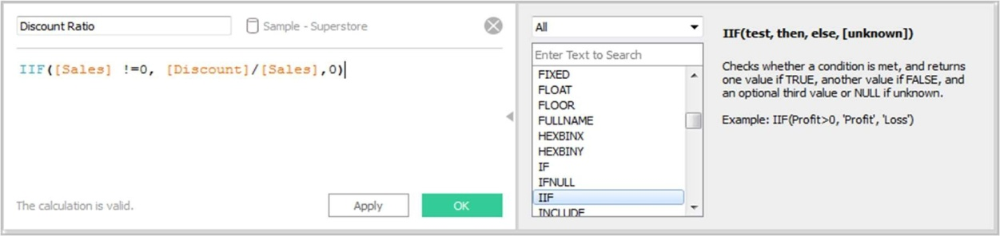 Discount Ratio
Sample - Superstore
IIF([Sales] !=0, [Discount]/[Sales],0)
The calculation is valid.
Apply
OK
All
Enter Text to Search
FIXED
FLOAT
FLOOR
FULLNAME
HEXBINX
HEXBINY
IF
IFNULL
IIF
INCLUDE
IIF(test, then, else, [unknown])
Checks whether a condition is met, and returns
one value if TRUE, another value if FALSE, and
an optional third value or NULL if unknown.
Example: IIF(Profit>0, 'Profit', 'Loss')